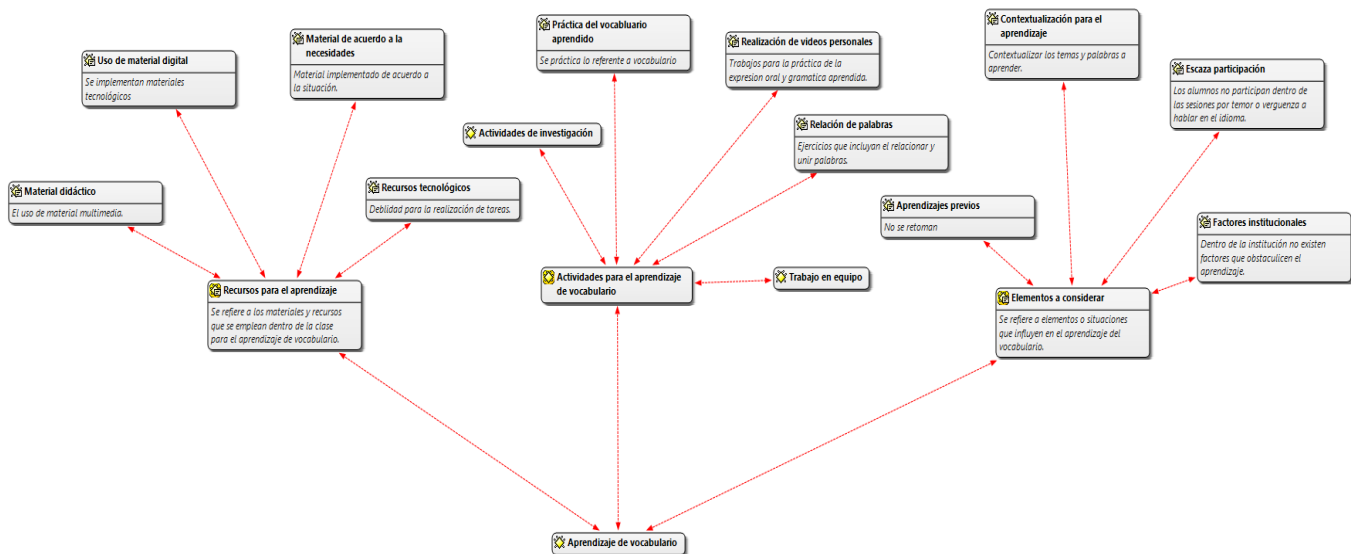 Uso de material digital
Se implementan materiales
tecnológicos
Material de acuerdo a la
necesidades
Material implementado de acuerdo a
la situación.
Práctica del vocabluario
aprendido
Se práctica lo referente a vocabulario
Realización de videos personales
Trabajos para la práctica de la
expresion oral y gramatica aprendida.
Contextualización para el
aprendizaje
Contextualizar los temas y palabras a
aprender.
Escaza participación
Los alumnos no participan dentro de
las sesiones por temor o verguenza a
hablar en el idioma.
Actividades de investigación
Relación de palabras
Ejercicios que incluyan el relacionar y
unir palabras.
Material didáctico
El uso de material multimedia.
Recursos tecnológicos
Deblidad para la realización de tareas.
Aprendizajes previos
No se retoman
Factores institucionales
Dentro de la institución no existen
factores que obstaculicen el
aprendizaje.
Recursos para el aprendizaje
Se refiere a los materiales y recursos
que se emplean dentro de la clase
para el aprendizaje de vocabulario.
Actividades para el aprendizaje
de vocabulario
Trabajo en equipo
Elementos a considerar
Se refiere a elementos o situaciones
que influyen en el aprendizaje del
vocabulario.
Aprendizaje de vocabulario